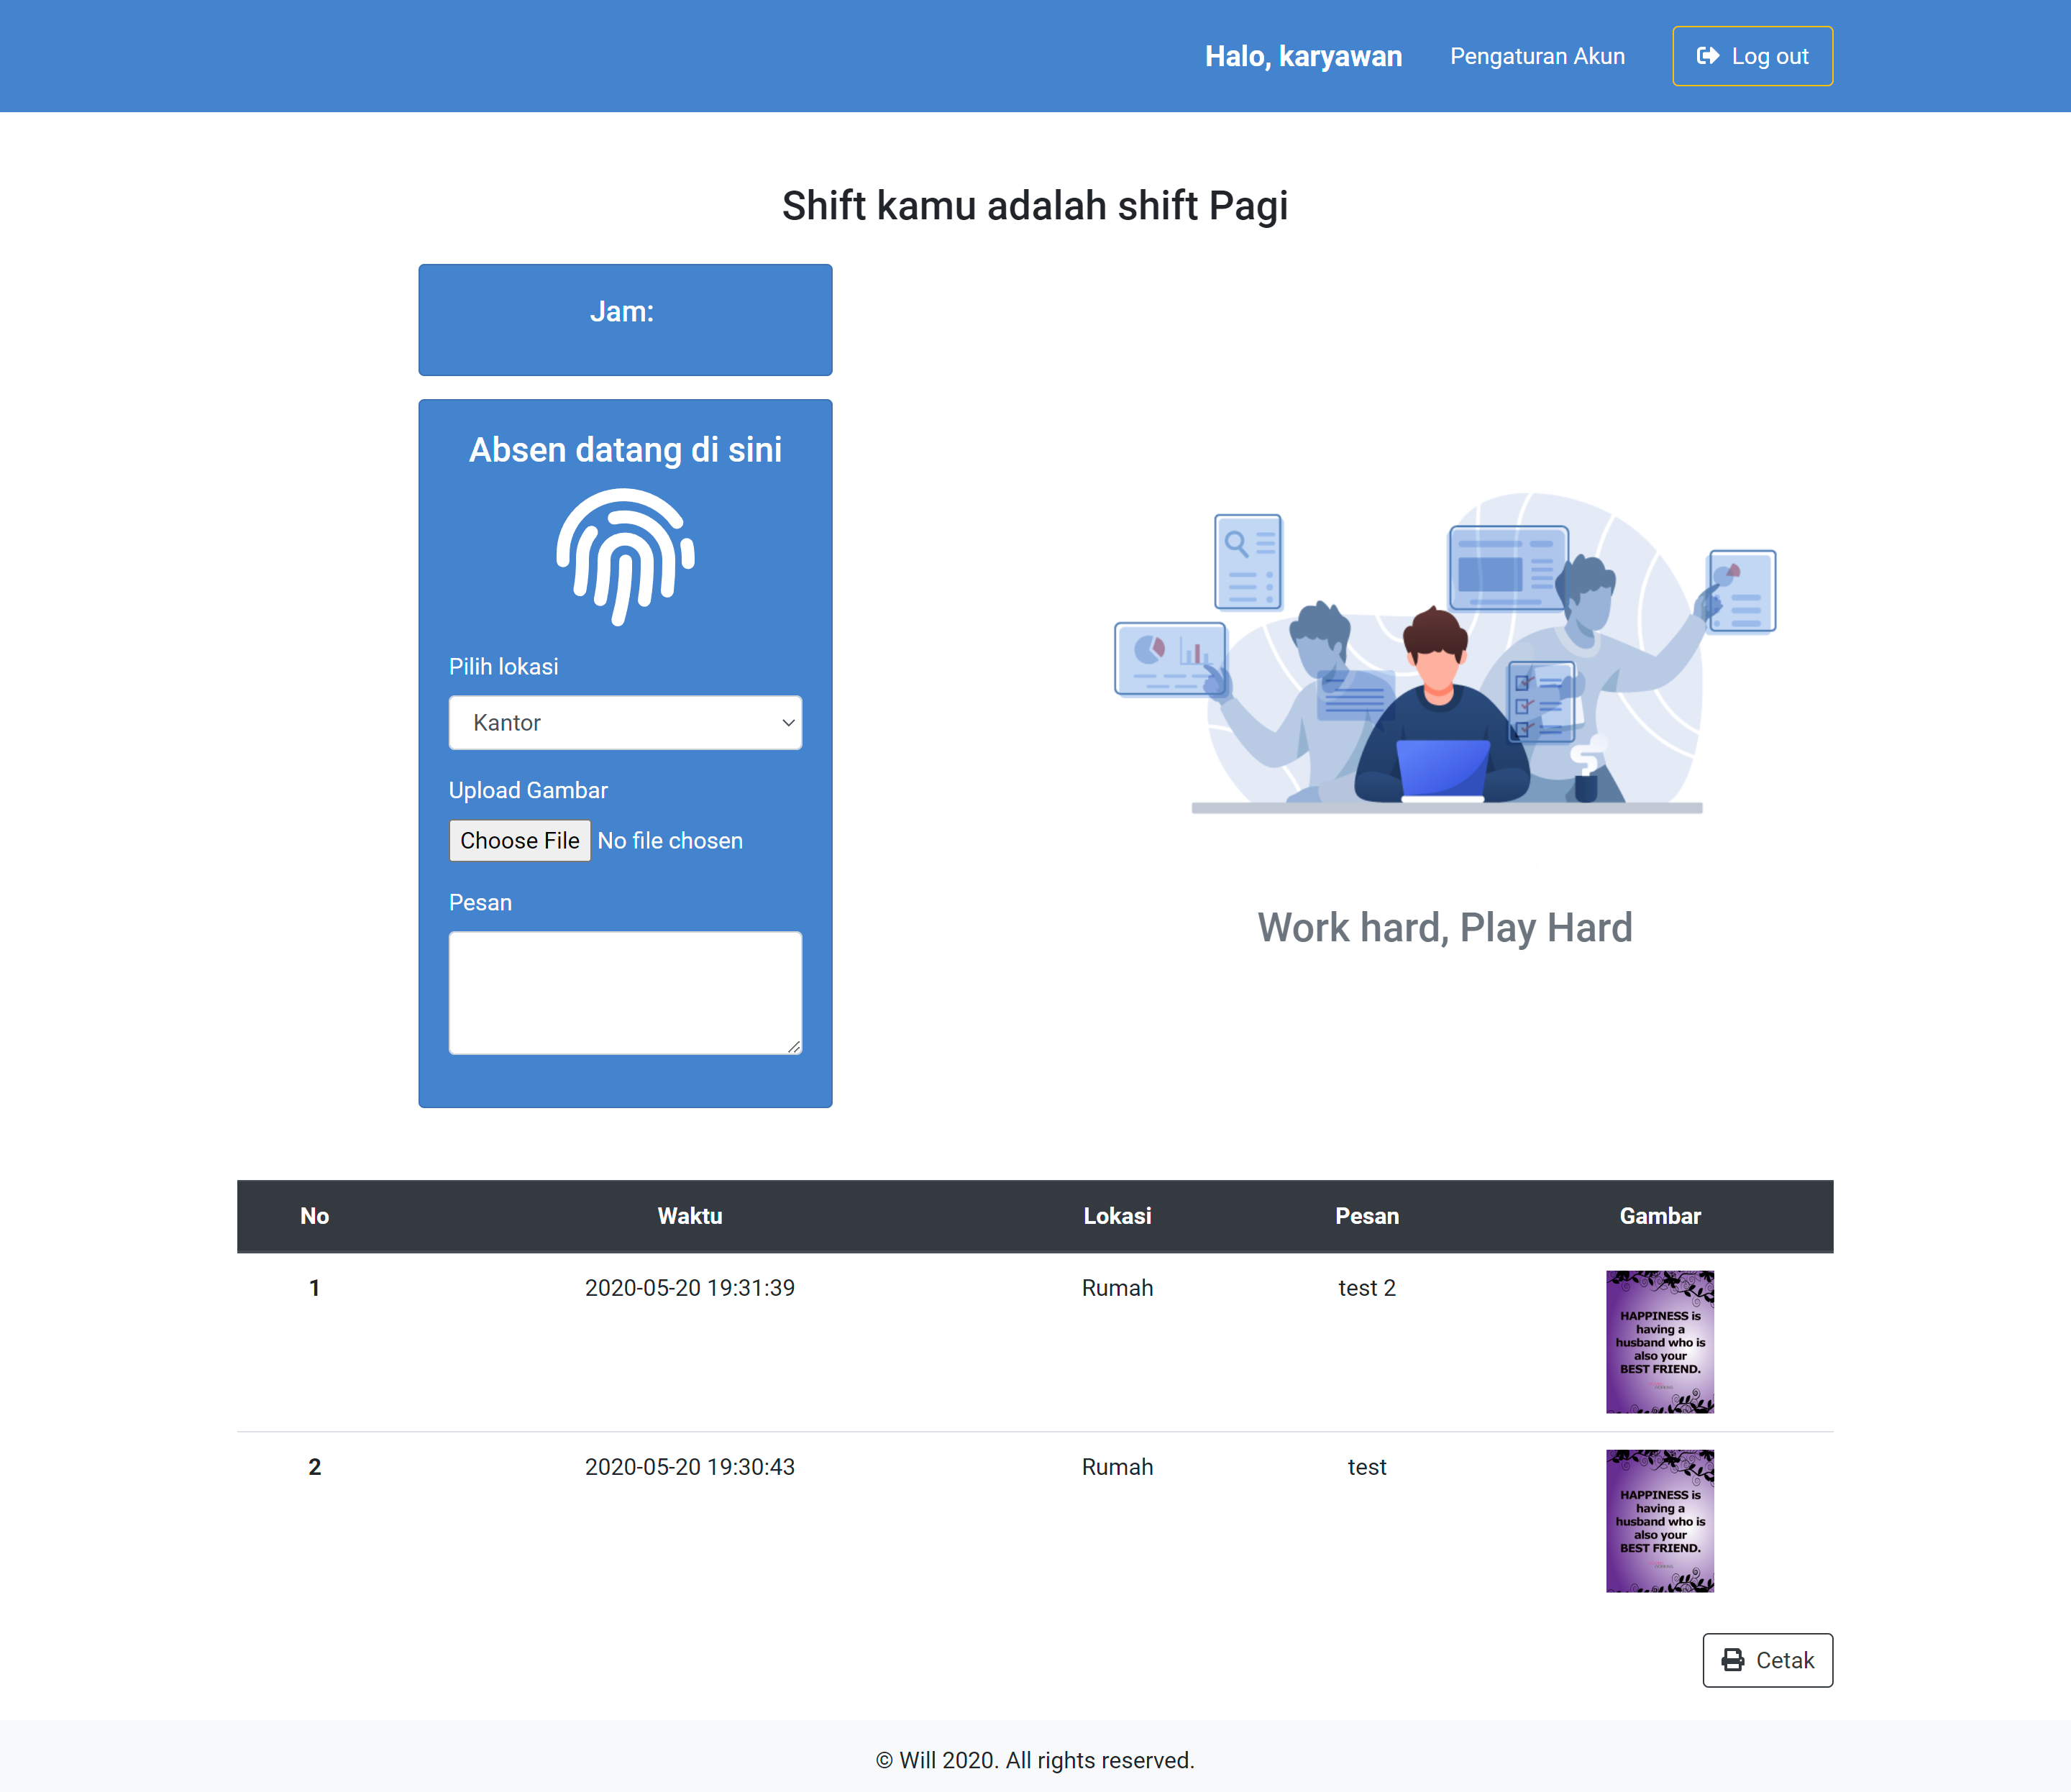 Halo, karyawan
Pengaturan Akun
Log out
Shift kamu adalah shift Pagi
Jam:
Absen datang di sini
Pilih lokasi
Kantor
Upload Gambar
Choose File No file chosen
Pesan
Work hard, Play Hard
No Waktu Lokasi Pesan Gambar
1 2020-05-20 19:31:39 Rumah test 2
HAPPINESS is
having a
husband who is
also your
BEST FRIEND.
2 2020-05-20 19:30:43 Rumah test
HAPPINESS is
having a
husband who is
also your
BEST FRIEND.
Cetak
© Will 2020. All rights reserved.